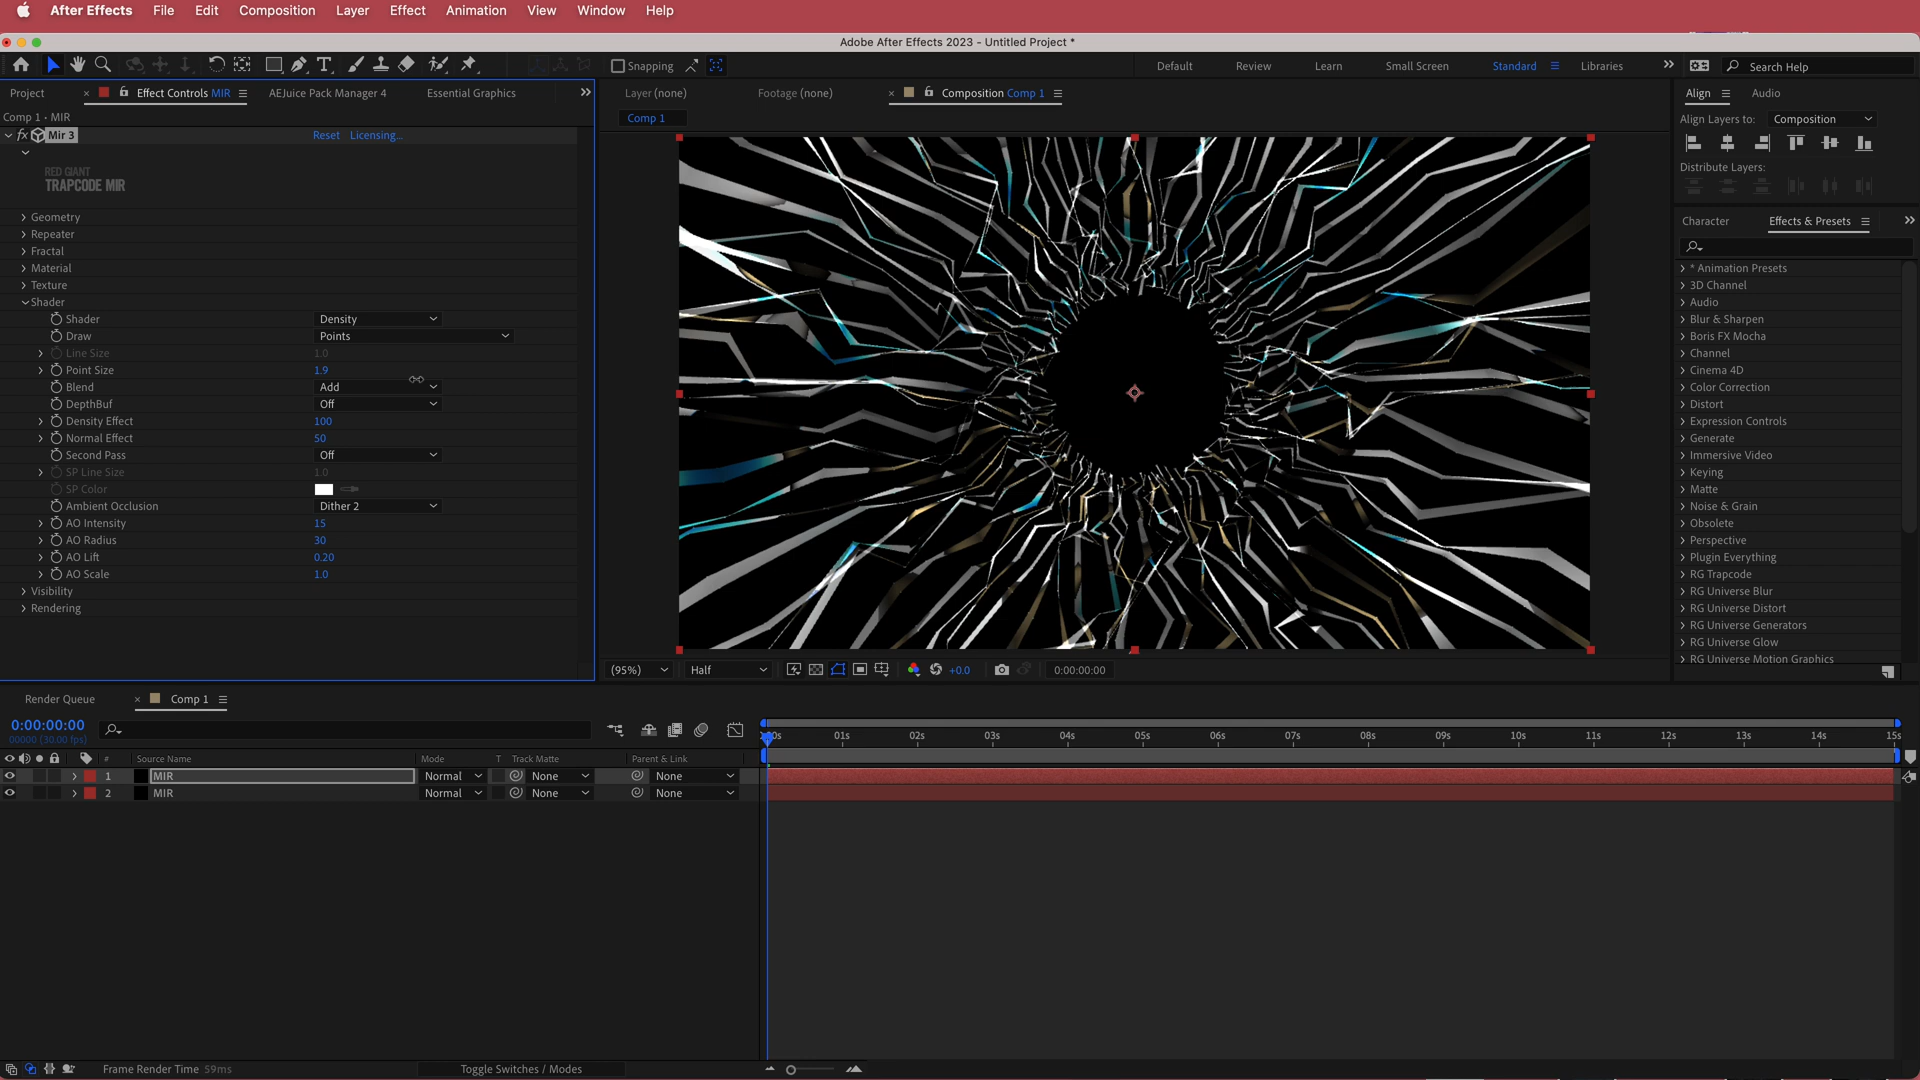 After Effects File Edit Composition Layer Effect Animation View Window Help
Adobe After Effects 2023 - Untitled Project *
Snapping Default Review Learn Small Screen Standard Libraries Search Help
Project Effect Controls MIR AEJuice Pack Manager 4 Essential Graphics
Layer (none) Footage (none) Composition Comp 1
Align Audio
Comp 1 • MIR
Comp 1
Align Layers to: Composition
fx Mir 3 Reset Licensing...
Distribute Layers:
RED GIANT
TRAPCODE MIR
Geometry
Repeater
Fractal
Material
Texture
Shader
Shader Density
Draw Points
Line Size 1.0
Point Size 1.9
Blend Add
DepthBuf Off
Density Effect 100
Normal Effect 50
Second Pass Off
SP Line Size 1.0
SP Color
Ambient Occlusion Dither 2
AO Intensity 15
AO Radius 30
AO Lift 0.20
AO Scale 1.0
Visibility
Rendering
Character Effects & Presets
* Animation Presets
3D Channel
Audio
Blur & Sharpen
Boris FX Mocha
Channel
Cinema 4D
Color Correction
Distort
Expression Controls
Generate
Immersive Video
Keying
Matte
Noise & Grain
Obsolete
Perspective
Plugin Everything
RG Trapcode
RG Universe Blur
RG Universe Distort
RG Universe Generators
RG Universe Glow
RG Universe Motion Graphics
(95%) Half +0.0 0:00:00:00
Render Queue Comp 1
0:00:00:00
00000 (30.00 fps)
01s 02s 03s 04s 05s 06s 07s 08s 09s 10s 11s 12s 13s 14s 15s
# Source Name Mode T Track Matte Parent & Link
1 MIR Normal None None
2 MIR Normal None None
Frame Render Time 59ms Toggle Switches / Modes